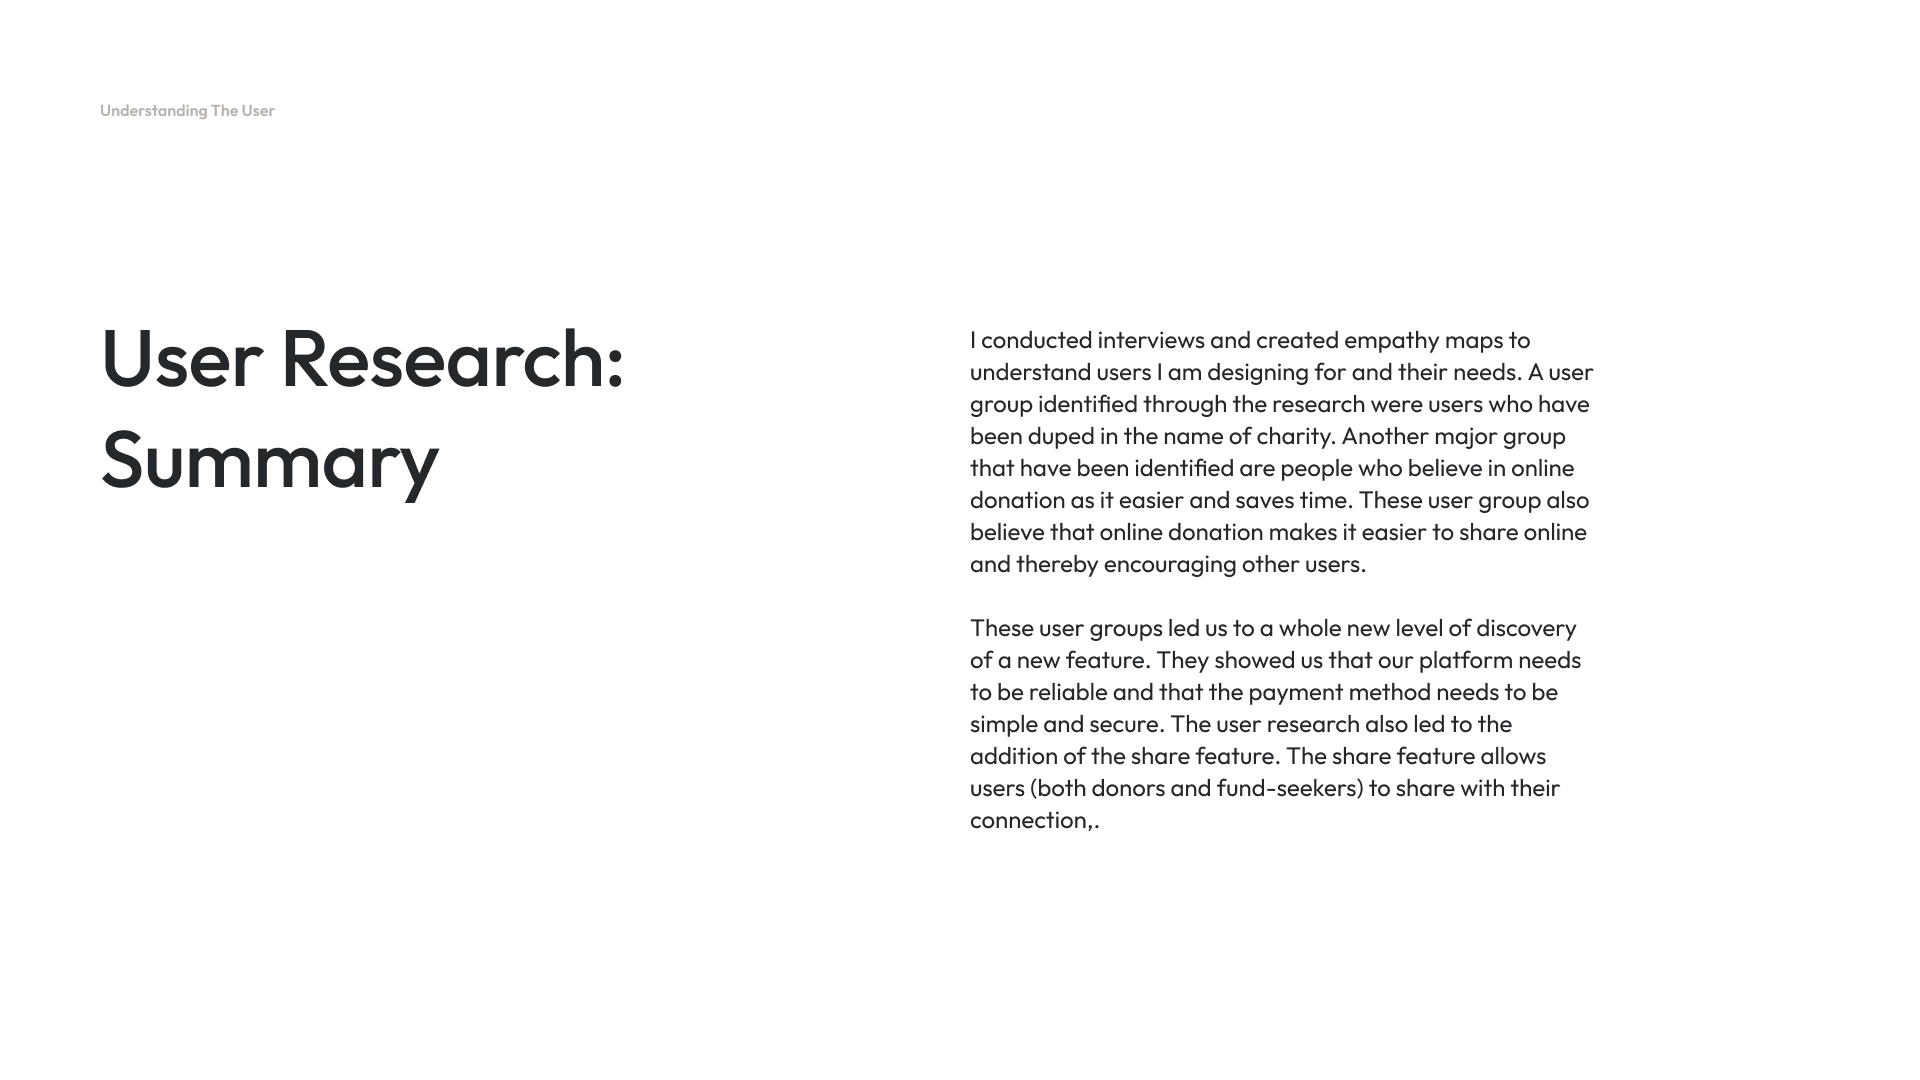 Understanding The User
User Research:
Summary
I conducted interviews and created empathy maps to
understand users I am designing for and their needs. A user
group identified through the research were users who have
been duped in the name of charity. Another major group
that have been identified are people who believe in online
donation as it easier and saves time. These user group also
believe that online donation makes it easier to share online
and thereby encouraging other users.
These user groups led us to a whole new level of discovery
of a new feature. They showed us that our platform needs
to be reliable and that the payment method needs to be
simple and secure. The user research also led to the
addition of the share feature. The share feature allows
users (both donors and fund-seekers) to share with their
connection,.